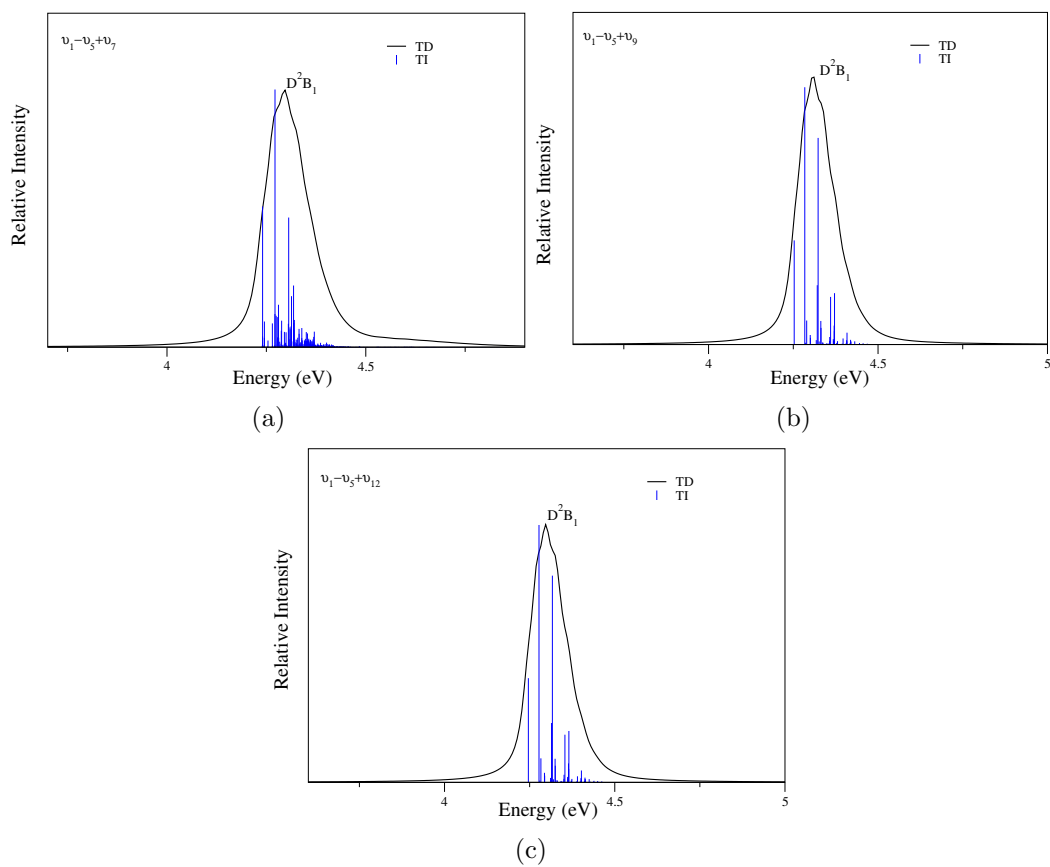 υ1−υ5+υ7
TD
TI
D2B1
Relative Intensity
4
4.5
Energy (eV)
(a)
υ1−υ5+υ9
TD
TI
D2B1
Relative Intensity
4
4.5
5
Energy (eV)
(b)
υ1−υ5+υ12
TD
TI
D2B1
Relative Intensity
4
4.5
5
Energy (eV)
(c)